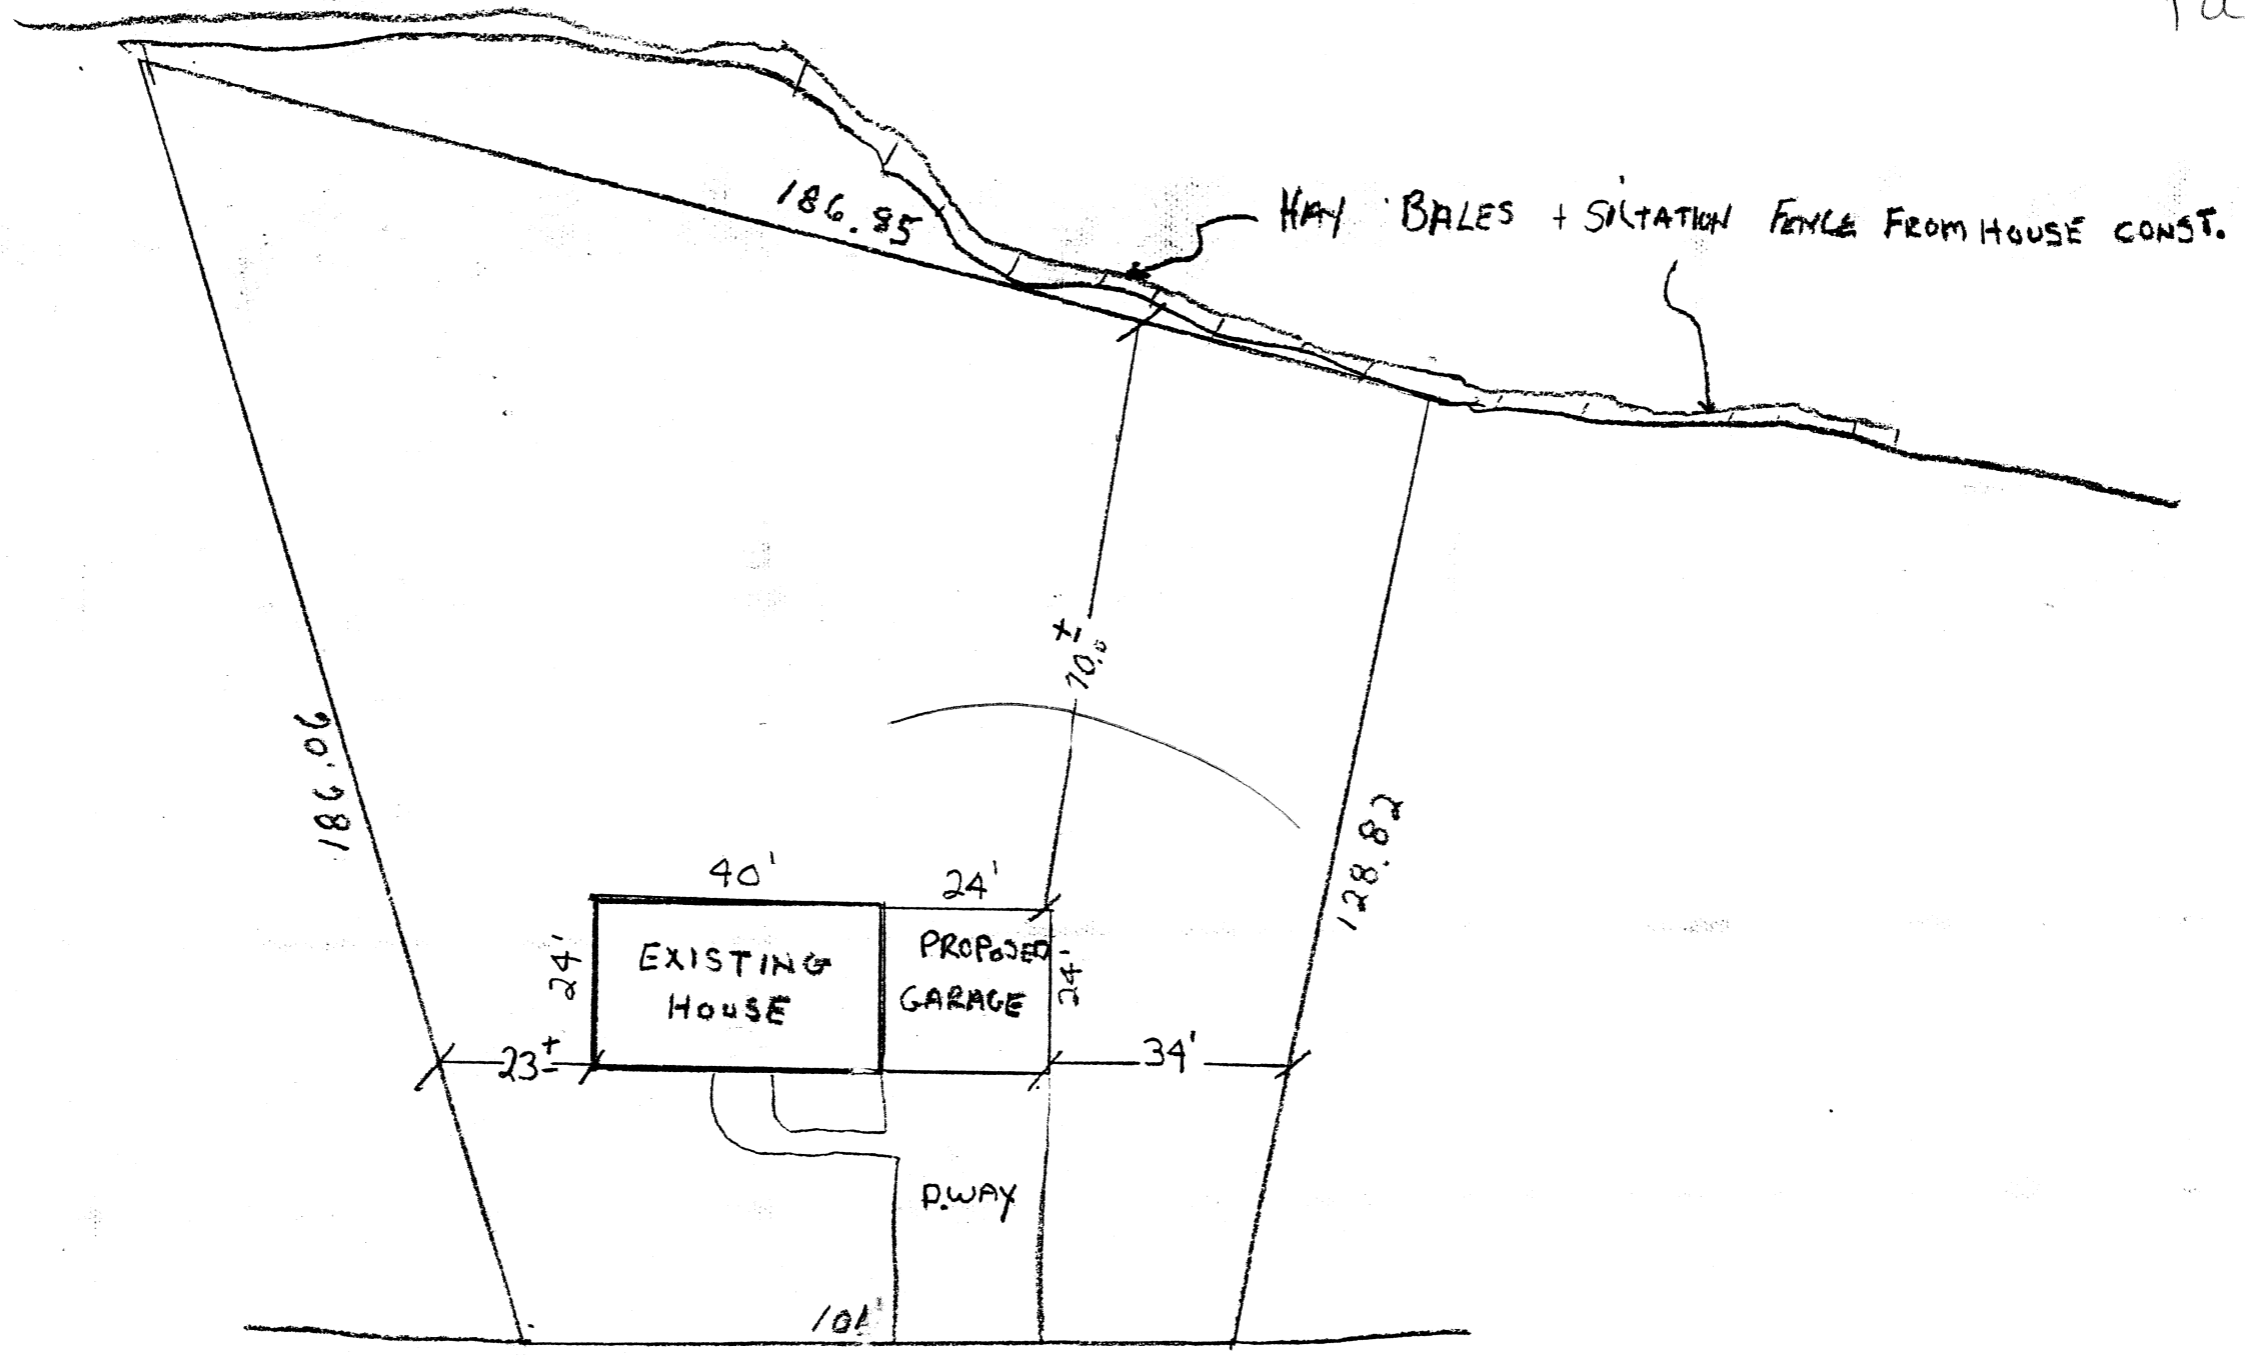 186.85
HAY BALES + SILTATION FENCE FROM HOUSE CONST.
70.0 ±
186.06
128.82
40'
24'
24'
EXISTING
HOUSE
PROPOSED
GARAGE
24'
23±
34'
D.WAY